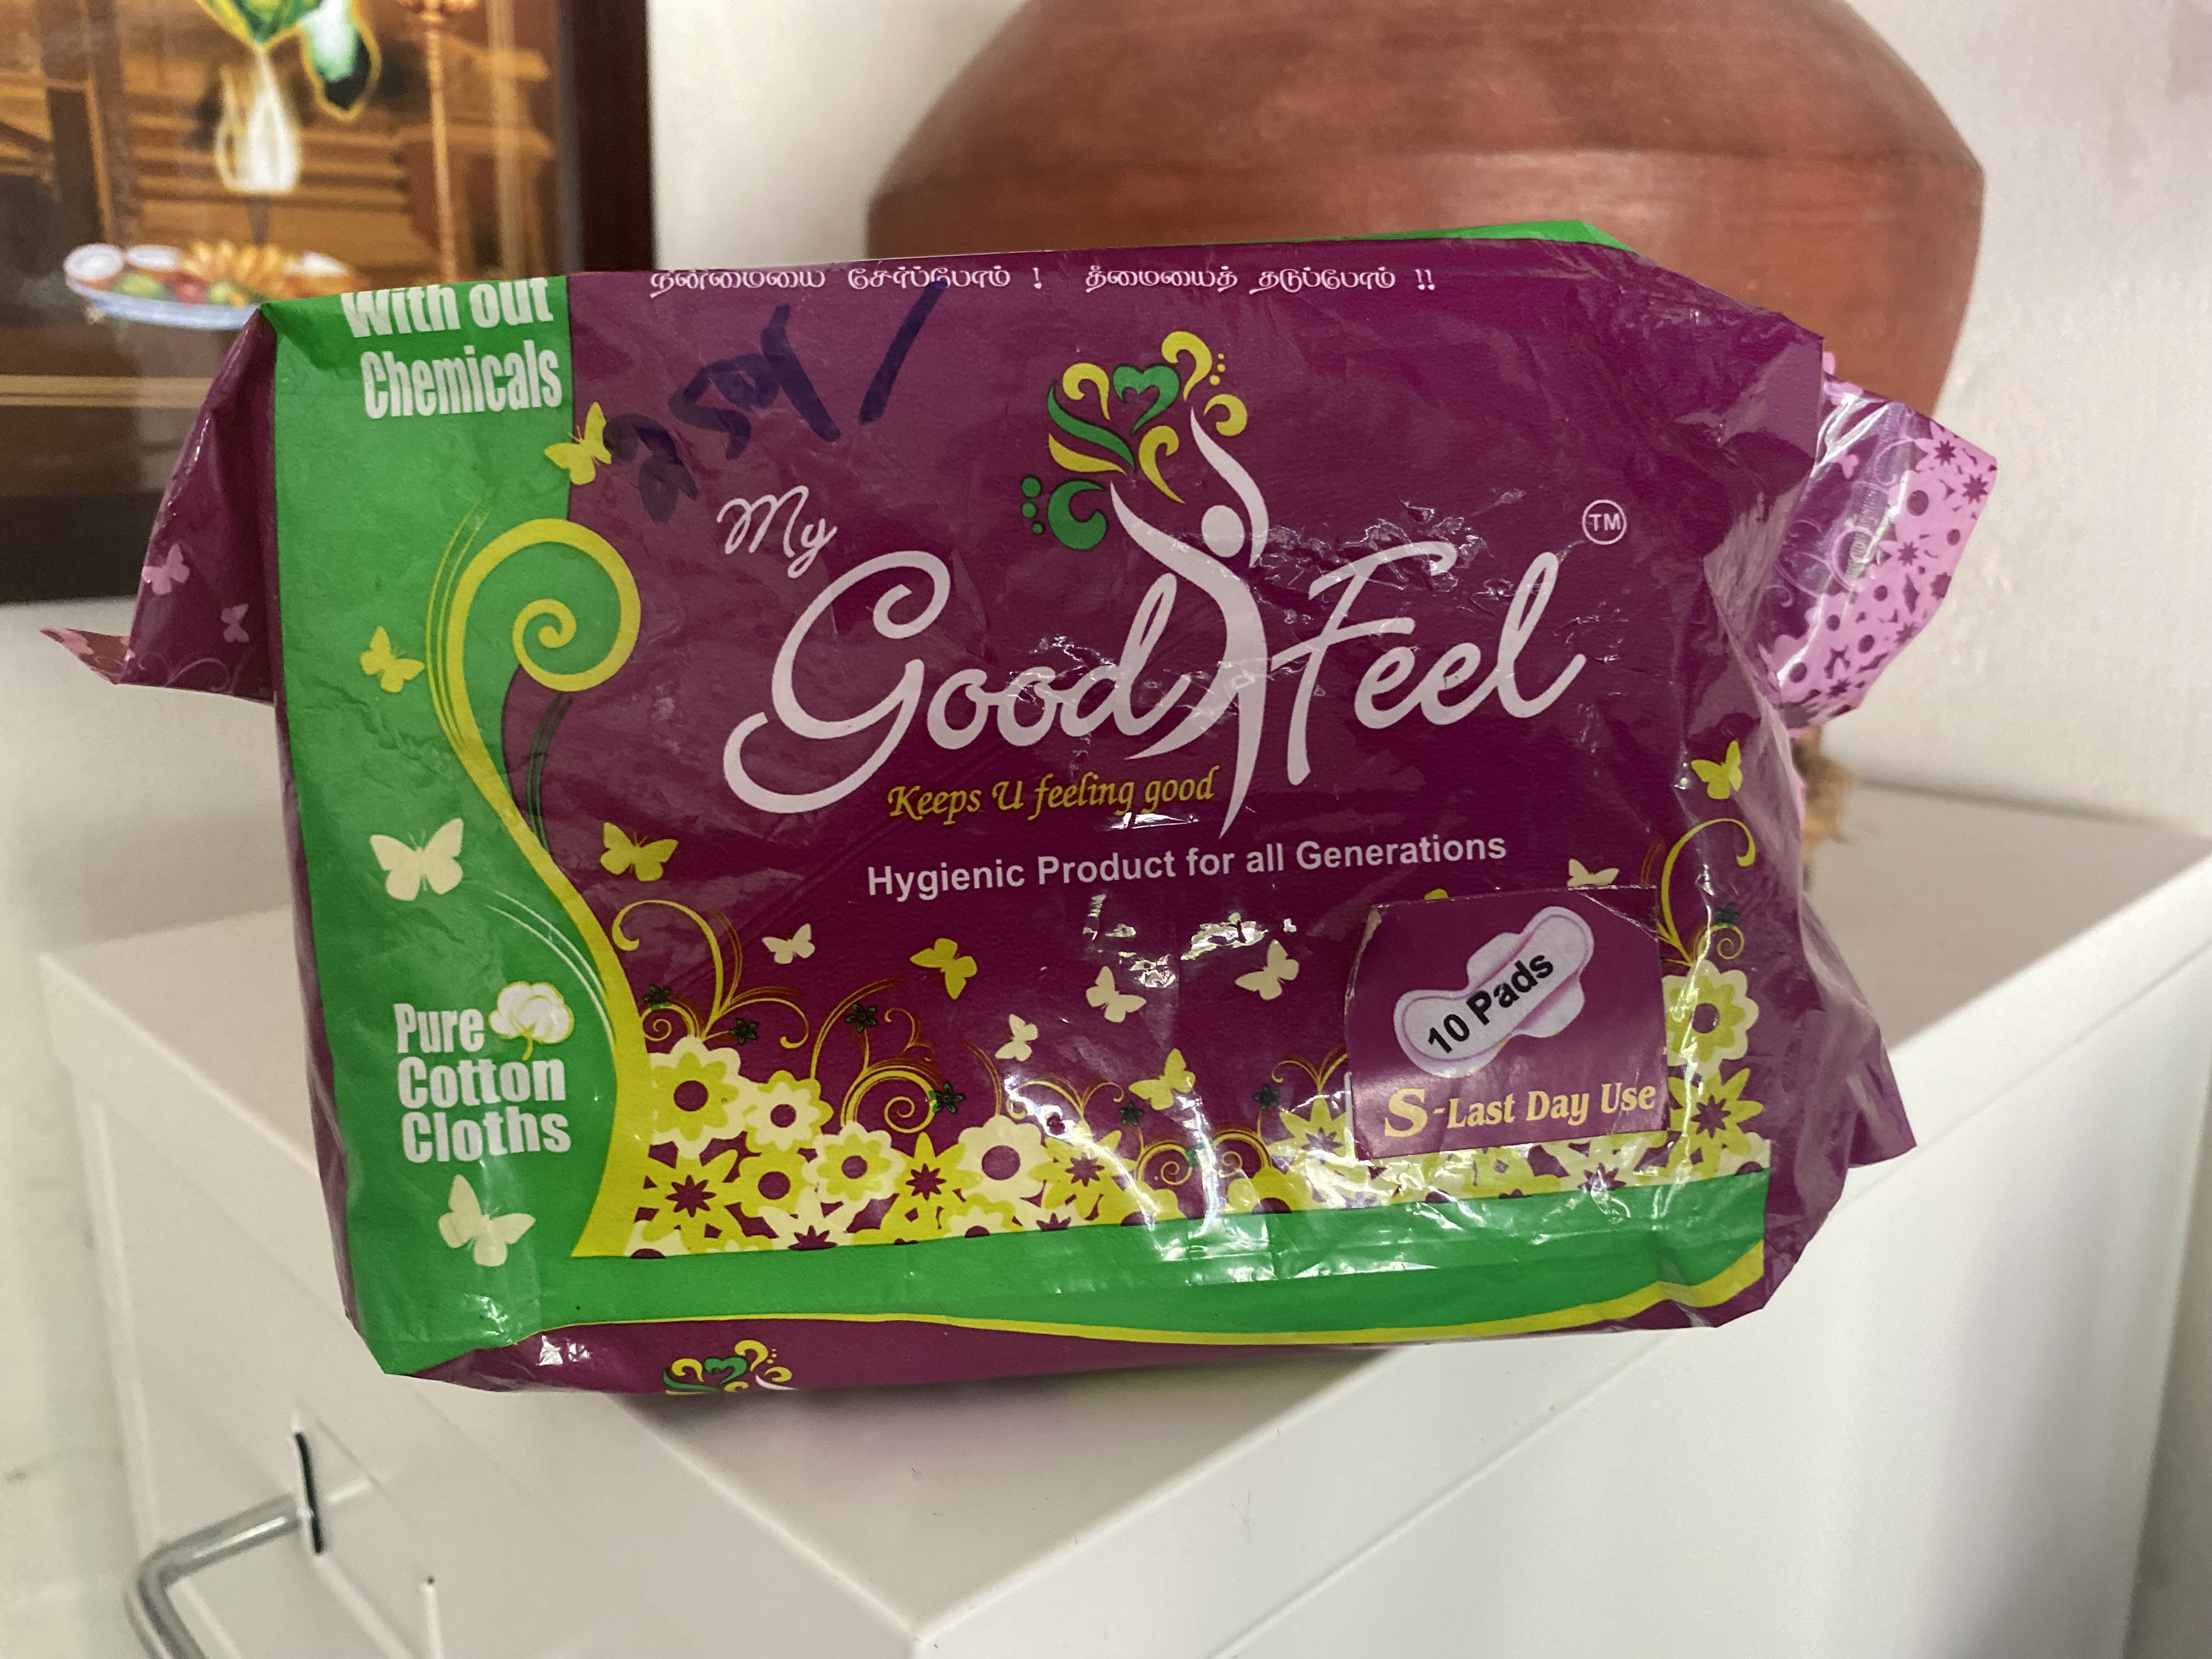 நன்மையை சேர்ப்போம் ! தீமையைத் தடுப்போம் !!
With out
Chemicals
My
Good Feel
TM
Keeps U feeling good
Hygienic Product for all Generations
10 Pads
S-Last Day Use
Pure
Cotton
Cloths